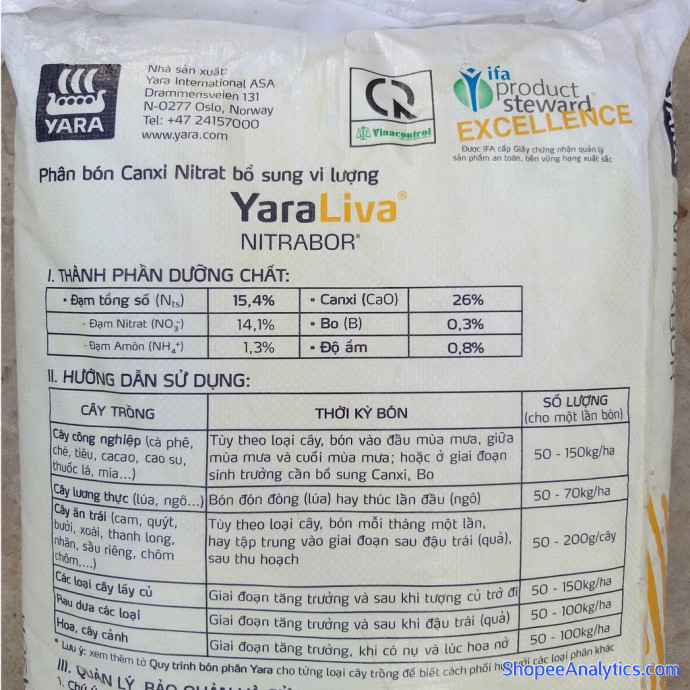 YARA
Nhà sản xuất:
Yara International ASA
Drammensveien 131
N-0277 Oslo, Norway
Tel: +47 24157000
www.yara.com
CR
Vinacontrol
ifa
product
steward®
EXCELLENCE
Được IFA cấp Giấy chứng nhận quản lý
sản phẩm an toàn, bền vững hạng xuất sắc
Phân bón Canxi Nitrat bổ sung vi lượng
YaraLiva®
NITRABOR®
I. THÀNH PHẦN DƯỠNG CHẤT:
• Đạm tổng số (Nts) 15,4% • Canxi (CaO) 26%
- Đạm Nitrat (NO3-) 14,1% • Bo (B) 0,3%
- Đạm Amôn (NH4+) 1,3% • Độ ẩm 0,8%
II. HƯỚNG DẪN SỬ DỤNG:
CÂY TRỒNG THỜI KỲ BÓN SỐ LƯỢNG
(cho một lần bón)
Cây công nghiệp (cà phê,
chè, tiêu, cacao, cao su,
thuốc lá, mía...)
Tùy theo loại cây, bón vào đầu mùa mưa, giữa
mùa mưa và cuối mùa mưa; hoặc ở giai đoạn
sinh trưởng cần bổ sung Canxi, Bo
50 - 150kg/ha
Cây lương thực (lúa, ngô...) Bón đón đòng (lúa) hay thúc lần đầu (ngô) 50 - 70kg/ha
Cây ăn trái (cam, quýt,
bưởi, xoài, thanh long,
nhãn, sầu riêng, chôm
chôm,...)
Tùy theo loại cây, bón mỗi tháng một lần,
hay tập trung vào giai đoạn sau đậu trái (quả),
sau thu hoạch
50 - 200g/cây
Các loại cây lấy củ Giai đoạn tăng trưởng và sau khi tượng củ trở đi 50 - 150kg/ha
Rau dưa các loại Giai đoạn tăng trưởng và sau khi đậu trái (quả) 50 - 100kg/ha
Hoa, cây cảnh Giai đoạn tăng trưởng, khi có nụ và lúc hoa nở 50 - 100kg/ha
* Lưu ý: xem thêm tờ Quy trình bón phân Yara cho từng loại cây trồng để biết cách phối hợp với các loại phân khác
III. QUẢN LÝ, BẢO QUẢN VÀ
1. Chú ý
NITRABOR
ShopeeAnalytics.com